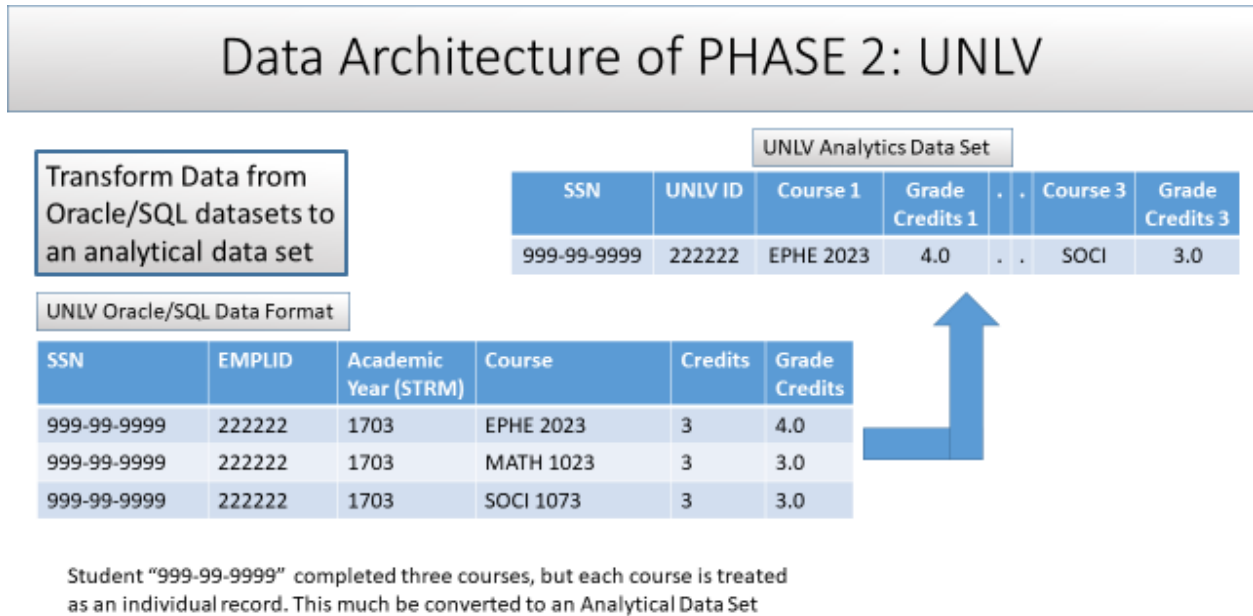 Data Architecture of PHASE 2: UNLV
Transform Data from
Oracle/SQL datasets to
an analytical data set
UNLV Analytics Data Set
SSN UNLV ID Course 1 Grade Credits 1 . . Course 3 Grade Credits 3
999-99-9999 222222 EPHE 2023 4.0 . . SOCI 3.0
UNLV Oracle/SQL Data Format
SSN EMPLID Academic Year (STRM) Course Credits Grade Credits
999-99-9999 222222 1703 EPHE 2023 3 4.0
999-99-9999 222222 1703 MATH 1023 3 3.0
999-99-9999 222222 1703 SOCI 1073 3 3.0
Student “999-99-9999” completed three courses, but each course is treated
as an individual record. This much be converted to an Analytical Data Set